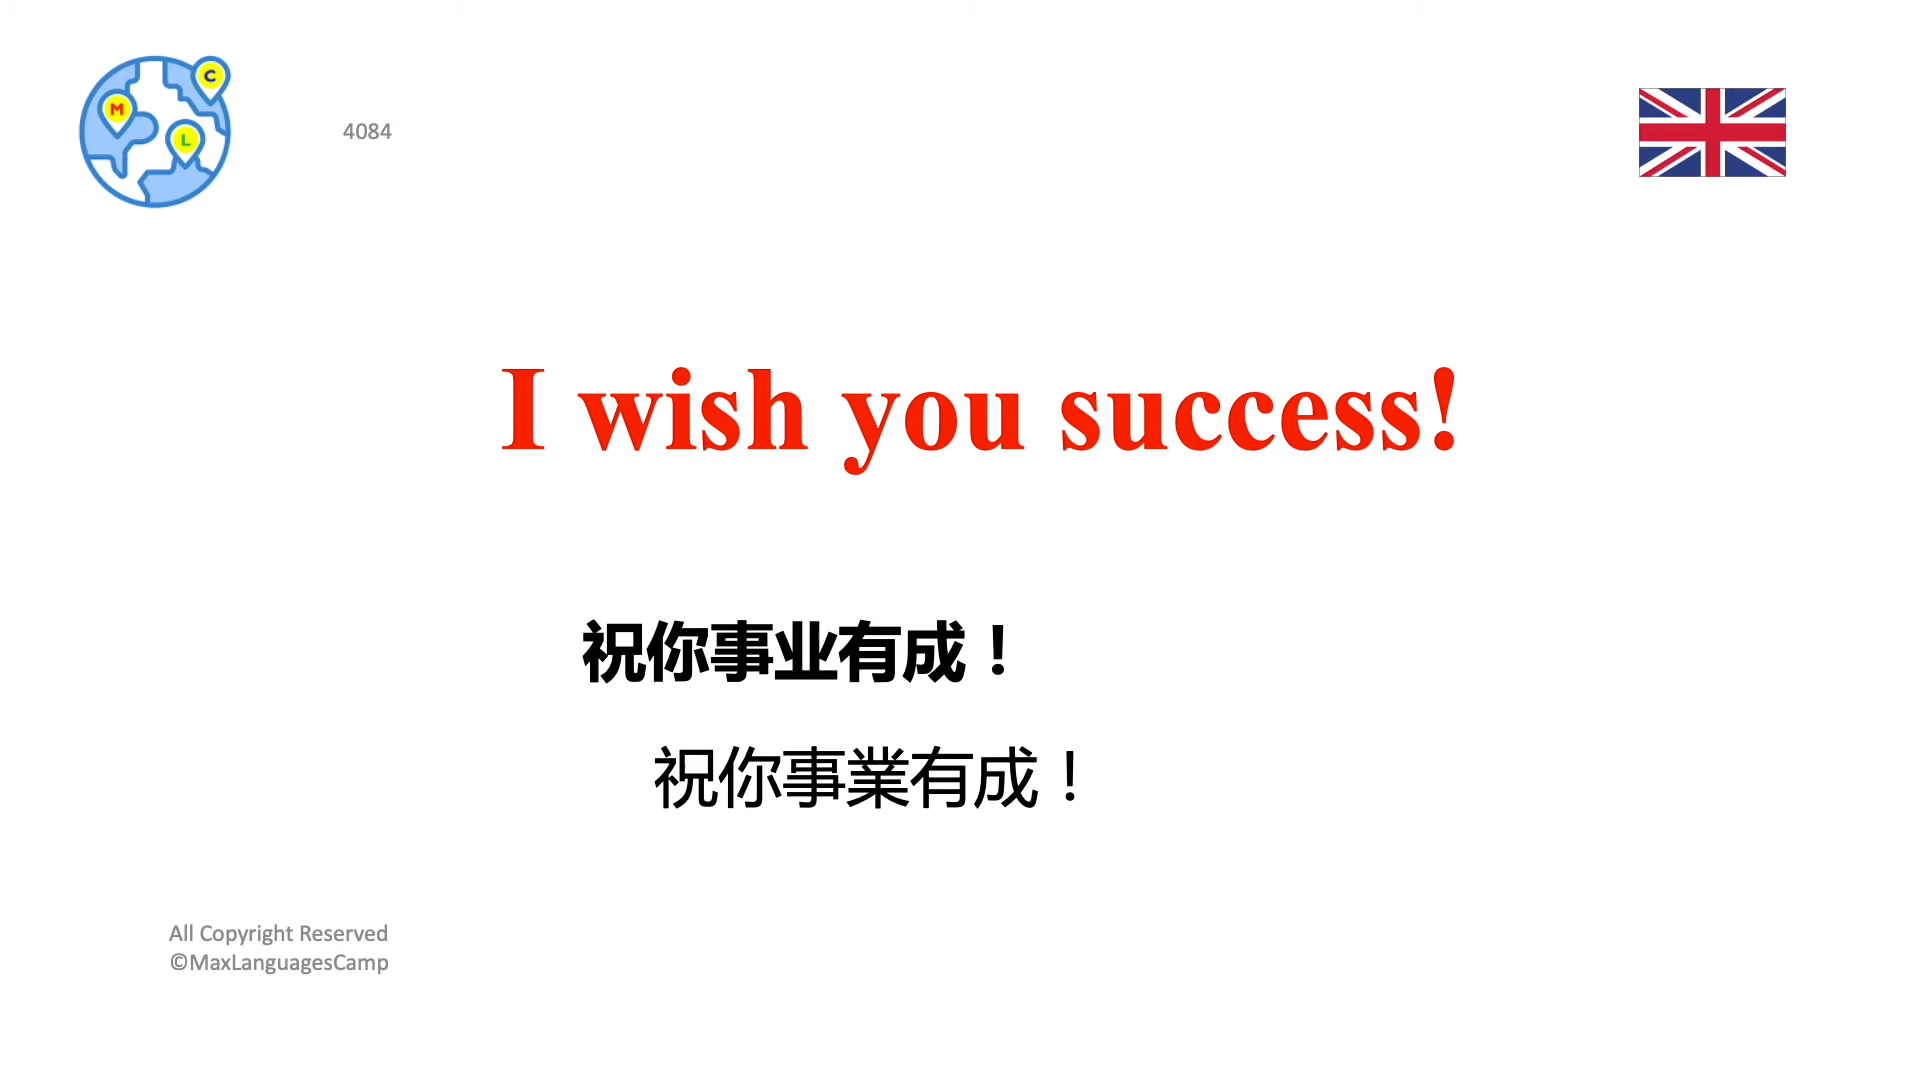 C
M
L
4084
I wish you success!
祝你事业有成！
祝你事業有成！
All Copyright Reserved
©MaxLanguagesCamp